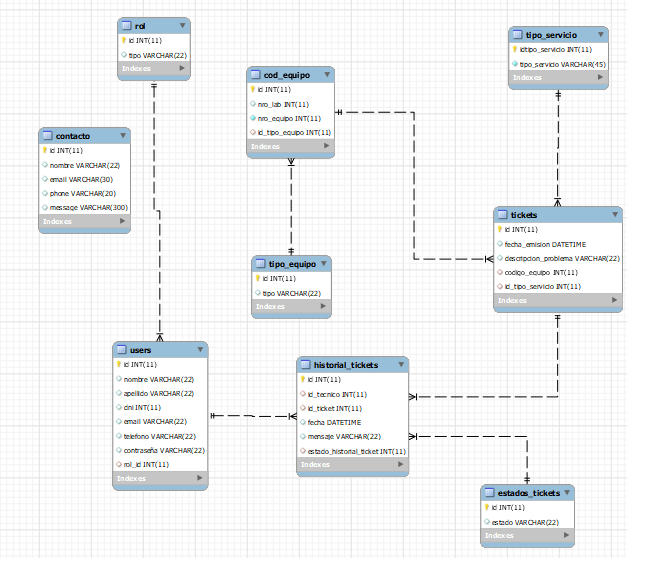 rol
id INT(11)
tipo VARCHAR(22)
Indexes
tipo_servicio
idtipo_servicio INT(11)
tipo_servicio VARCHAR(45)
Indexes
cod_equipo
id INT(11)
nro_lab INT(11)
nro_equipo INT(11)
id_tipo_equipo INT(11)
Indexes
contacto
id INT(11)
nombre VARCHAR(22)
email VARCHAR(30)
phone VARCHAR(20)
message VARCHAR(300)
Indexes
tickets
id INT(11)
fecha_emision DATETIME
descripcion_problema VARCHAR(22)
codigo_equipo INT(11)
id_tipo_servicio INT(11)
Indexes
tipo_equipo
id INT(11)
tipo VARCHAR(22)
Indexes
users
id INT(11)
nombre VARCHAR(22)
apellido VARCHAR(22)
dni INT(11)
email VARCHAR(22)
telefono VARCHAR(22)
contraseña VARCHAR(22)
rol_id INT(11)
Indexes
historial_tickets
id INT(11)
id_tecnico INT(11)
id_ticket INT(11)
fecha DATETIME
mensaje VARCHAR(22)
estado_historial_ticket INT(11)
Indexes
estados_tickets
id INT(11)
estado VARCHAR(22)
Indexes